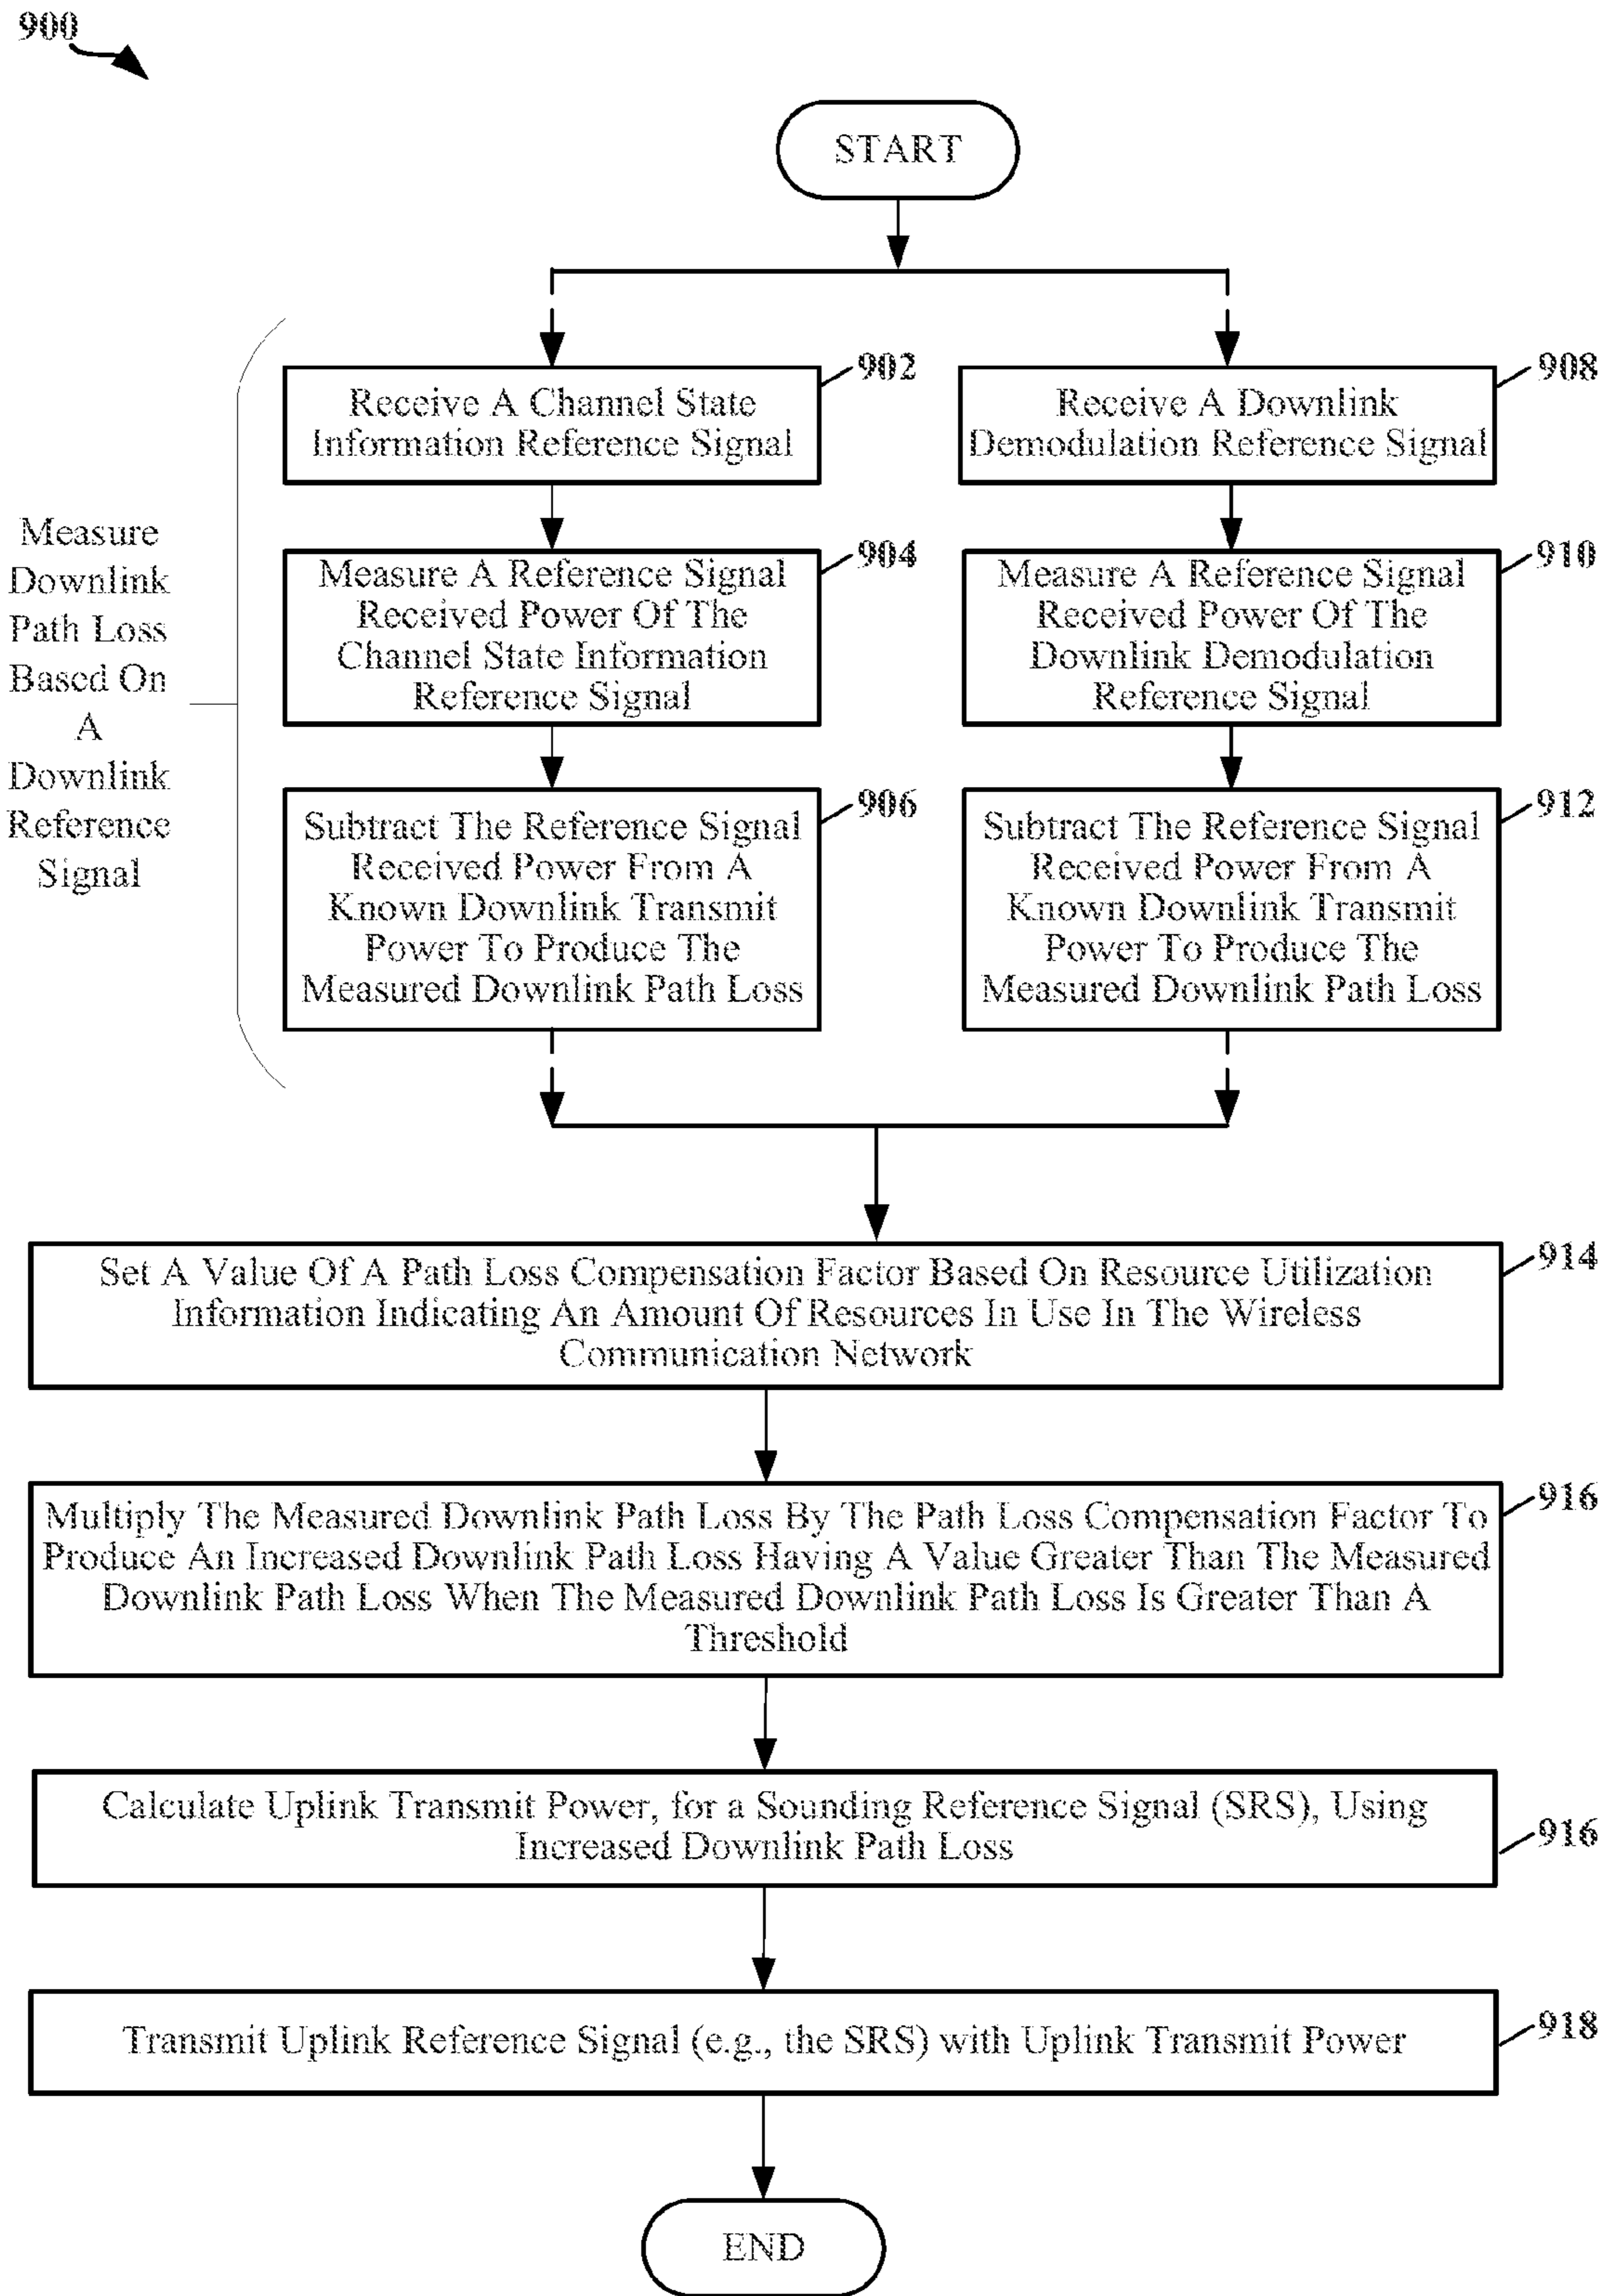 900
START
Measure
Downlink
Path Loss
Based On
A
Downlink
Reference
Signal
902
Receive A Channel State
Information Reference Signal
904
Measure A Reference Signal
Received Power Of The
Channel State Information
Reference Signal
906
Subtract The Reference Signal
Received Power From A
Known Downlink Transmit
Power To Produce The
Measured Downlink Path Loss
908
Receive A Downlink
Demodulation Reference Signal
910
Measure A Reference Signal
Received Power Of The
Downlink Demodulation
Reference Signal
912
Subtract The Reference Signal
Received Power From A
Known Downlink Transmit
Power To Produce The
Measured Downlink Path Loss
914
Set A Value Of A Path Loss Compensation Factor Based On Resource Utilization
Information Indicating An Amount Of Resources In Use In The Wireless
Communication Network
916
Multiply The Measured Downlink Path Loss By The Path Loss Compensation Factor To
Produce An Increased Downlink Path Loss Having A Value Greater Than The Measured
Downlink Path Loss When The Measured Downlink Path Loss Is Greater Than A
Threshold
Calculate Uplink Transmit Power, for a Sounding Reference Signal (SRS), Using
Increased Downlink Path Loss
916
918
Transmit Uplink Reference Signal (e.g., the SRS) with Uplink Transmit Power
END